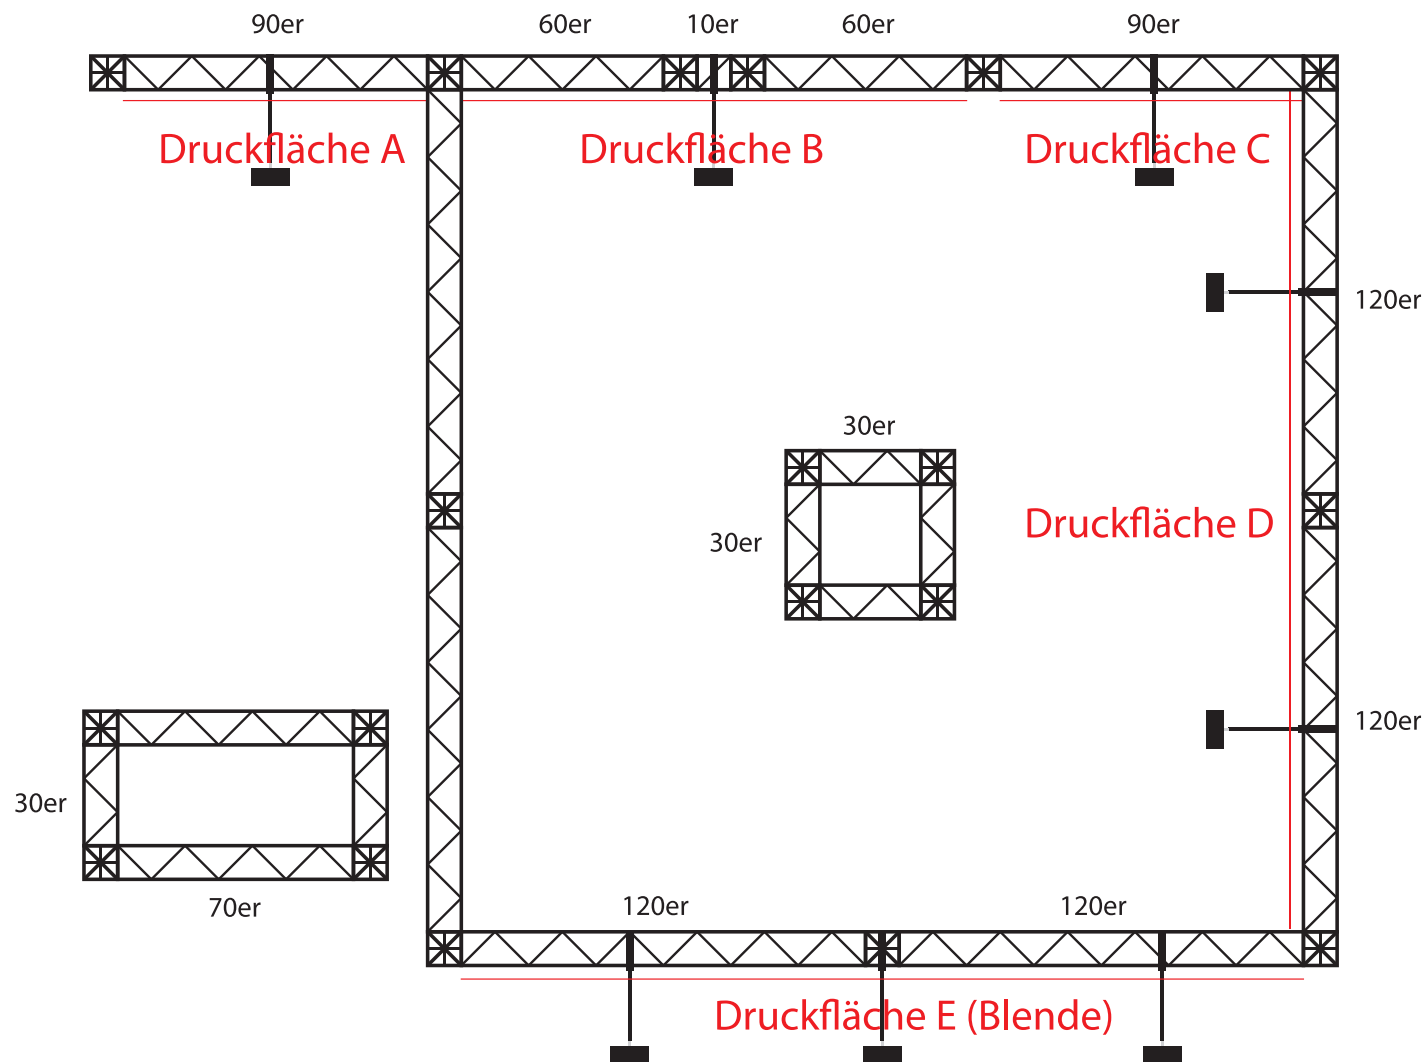 90er
60er
10er
60er
90er
Druckfläche A
Druckfläche B
Druckfläche C
120er
30er
30er
Druckfläche D
120er
30er
70er
120er
120er
Druckfläche E (Blende)